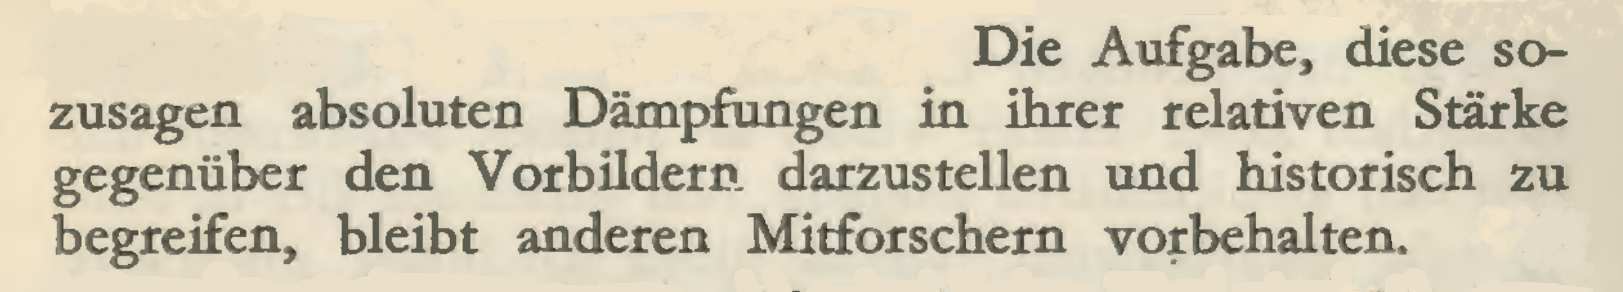 Die Aufgabe, diese so-
zusagen absoluten Dämpfungen in ihrer relativen Stärke
gegenüber den Vorbildern darzustellen und historisch zu
begreifen, bleibt anderen Mitforschern vorbehalten.